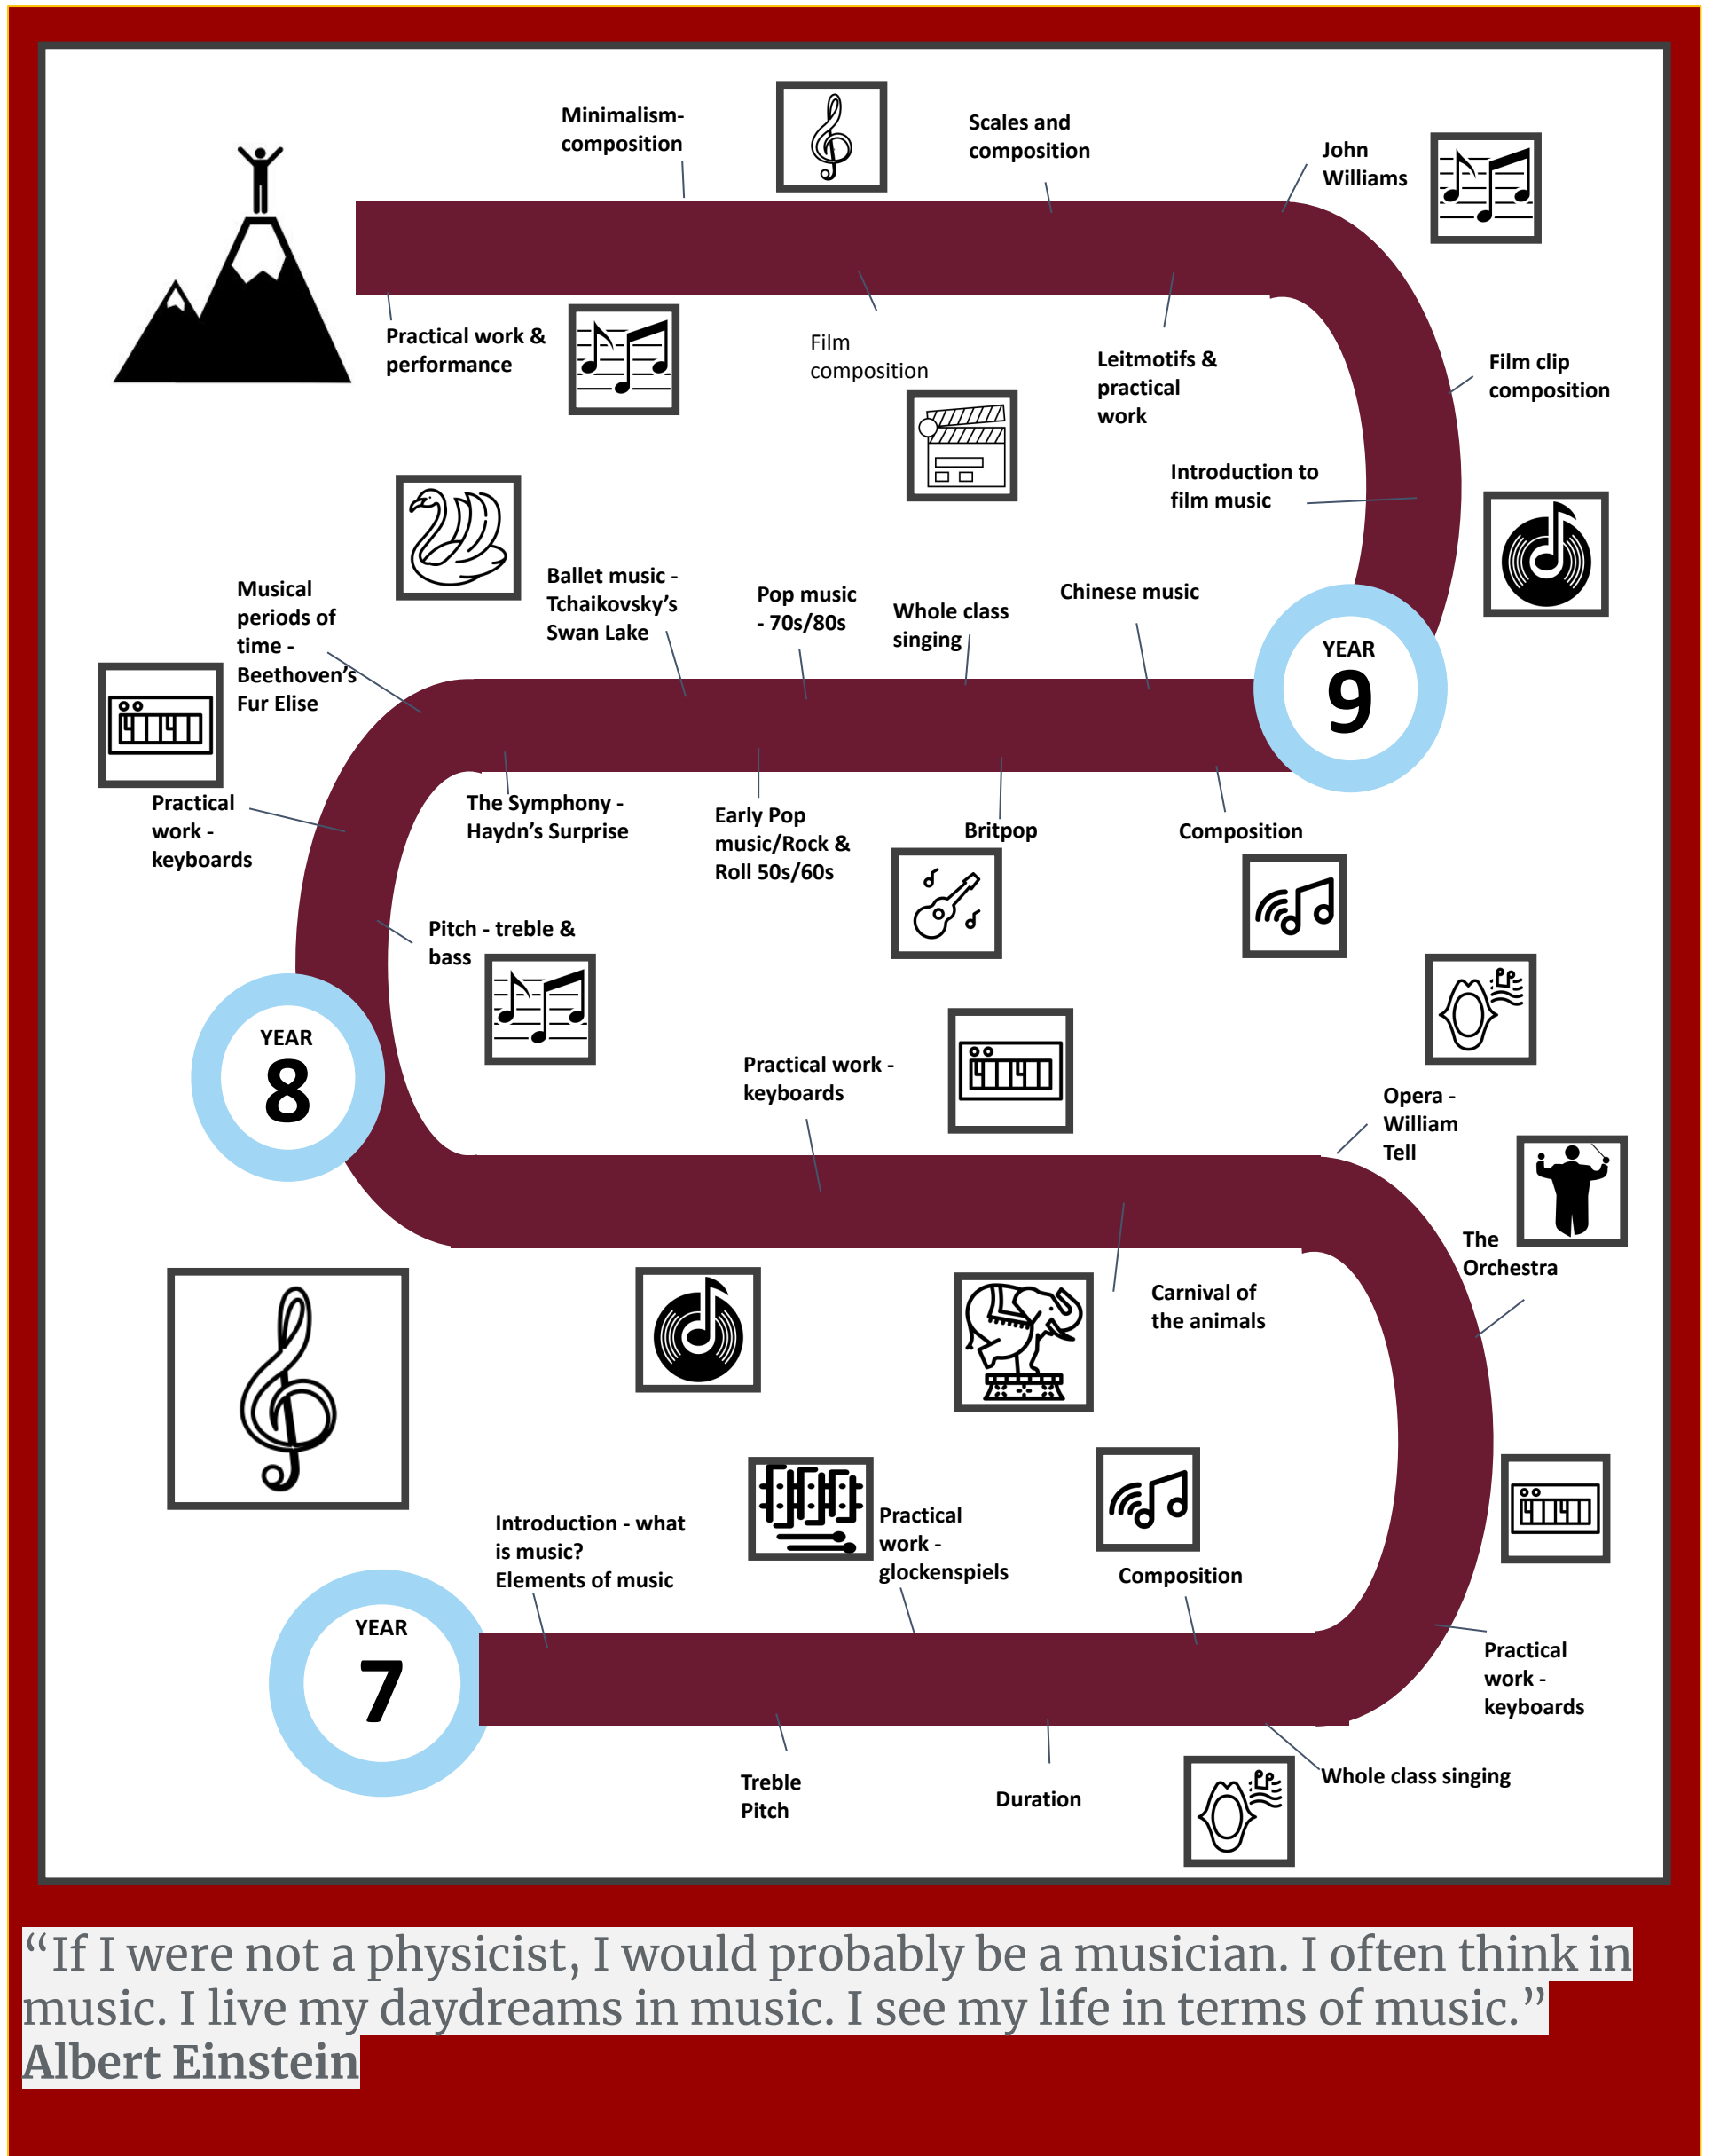 Minimalism-
composition
Scales and
composition
John
Williams
Practical work &
performance
Film
composition
Leitmotifs &
practical
work
Film clip
composition
Introduction to
film music
Musical
periods of
time -
Beethoven's
Fur Elise
Ballet music -
Tchaikovsky's
Swan Lake
Pop music
- 70s/80s
Whole class
singing
Chinese music
YEAR
9
Practical
work -
keyboards
The Symphony -
Haydn's Surprise
Early Pop
music/Rock &
Roll 50s/60s
Britpop
Composition
Pitch - treble &
bass
YEAR
8
Practical work -
keyboards
Opera -
William
Tell
The
Orchestra
Carnival of
the animals
Introduction - what
is music?
Elements of music
Practical
work -
glockenspiels
Composition
YEAR
7
Practical
work -
keyboards
Treble
Pitch
Duration
Whole class singing
“If I were not a physicist, I would probably be a musician. I often think in
music. I live my daydreams in music. I see my life in terms of music.”
Albert Einstein